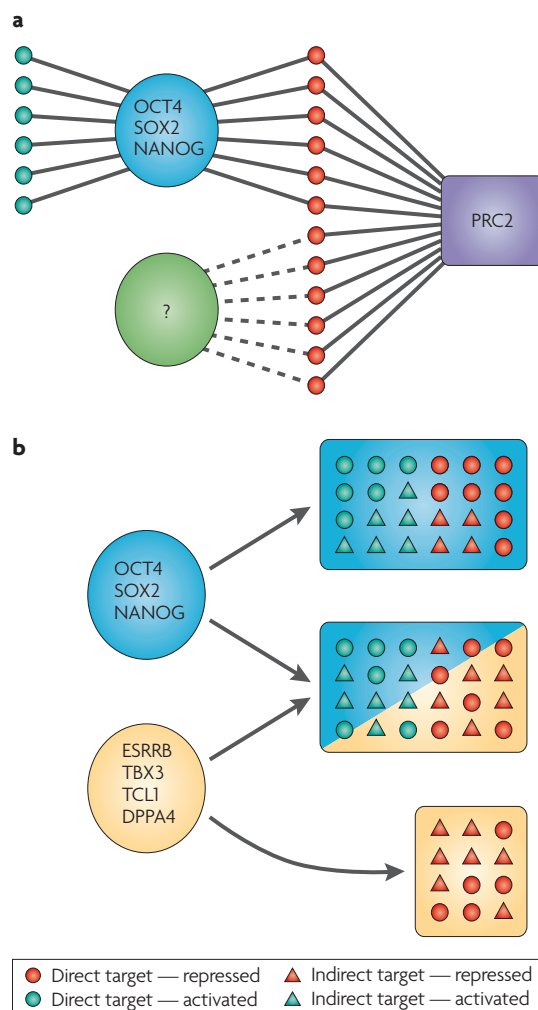 a
OCT4
SOX2
NANOG
PRC2
?
b
OCT4
SOX2
NANOG
ESRRB
TBX3
TCL1
DPPA4
Direct target — repressed
Indirect target — repressed
Direct target — activated
Indirect target — activated